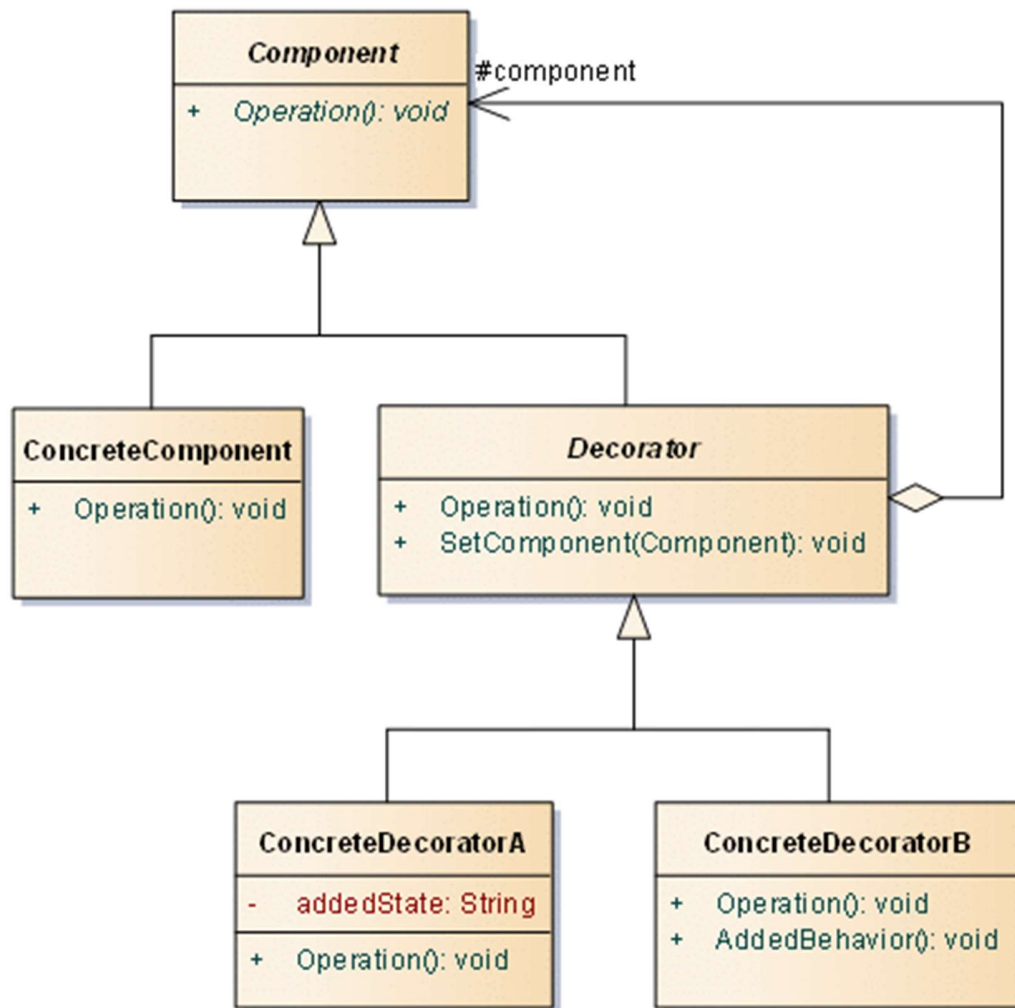 Component
#component
+ Operation(): void
ConcreteComponent
+ Operation(): void
Decorator
+ Operation(): void
+ SetComponent(Component): void
ConcreteDecoratorA
- addedState: String
+ Operation(): void
ConcreteDecoratorB
+ Operation(): void
+ AddedBehavior(): void